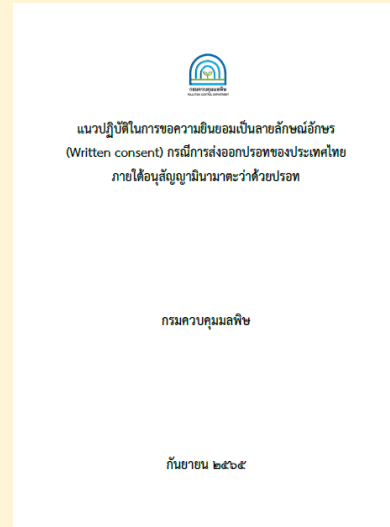 กรมควบคุมมลพิษ
POLLUTION CONTROL DEPARTMENT
แนวปฏิบัติในการขอความยินยอมเป็นลายลักษณ์อักษร
(Written consent) กรณีการส่งออกปรอทของประเทศไทย
ภายใต้อนุสัญญามินามาตะว่าด้วยปรอท
กรมควบคุมมลพิษ
กันยายน ๒๕๖๕